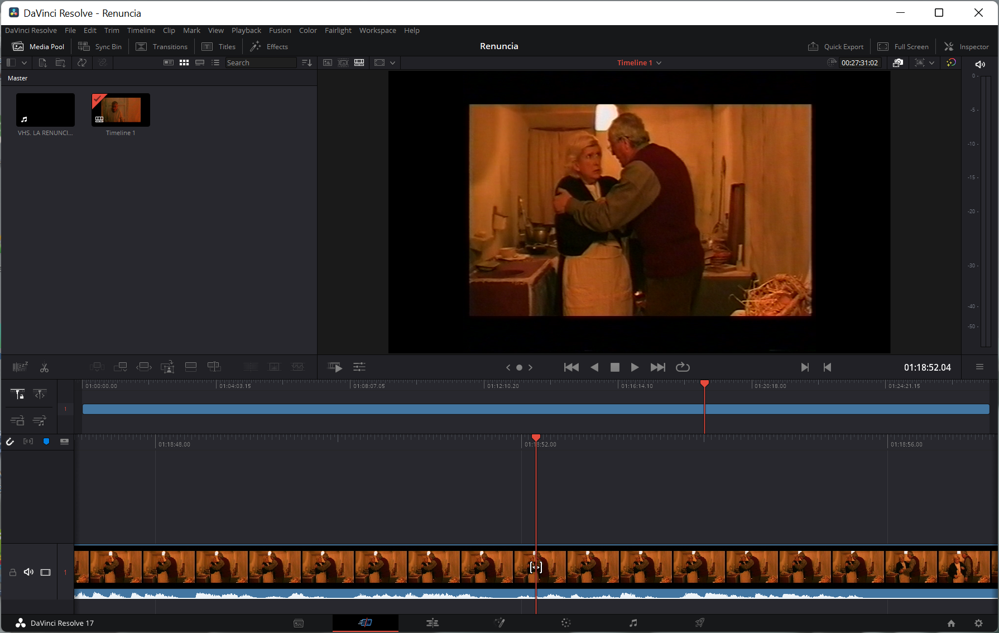 DaVinci Resolve - Renuncia
DaVinci Resolve File Edit Trim Timeline Clip Mark View Playback Fusion Color Fairlight Workspace Help
Media Pool Sync Bin Transitions Titles Effects Renuncia Quick Export Full Screen Inspector
Search Timeline 1 00:27:31:02
Master
VHS. LA RENUNCI... Timeline 1
0
-5
-10
-15
-20
-30
-40
-50
01:18:52.04
01:00:00.00 01:04:03.15 01:08:07.05 01:12:10.20 01:16:14.10 01:20:18.00 01:24:21.15
1
01:18:48.00 01:18:52.00 01:18:56.00
1
DaVinci Resolve 17